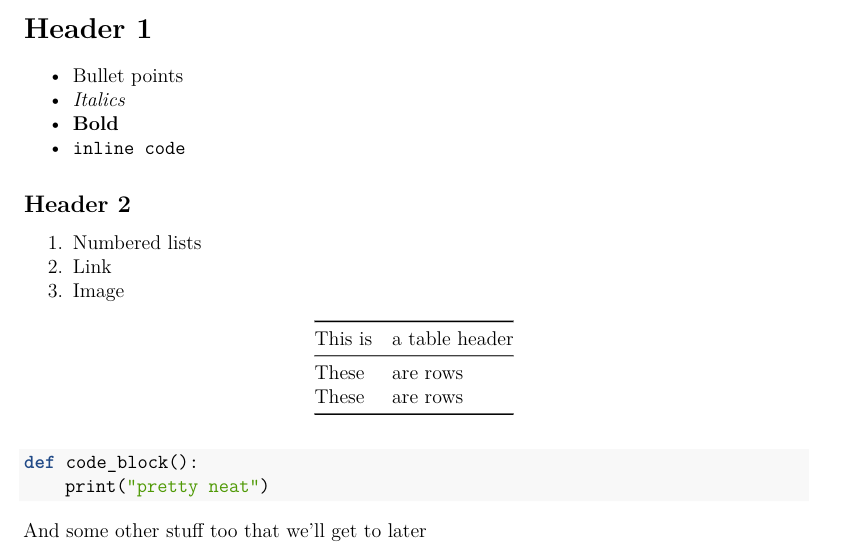 Header 1
• Bullet points
• Italics
• Bold
• inline code
Header 2
1. Numbered lists
2. Link
3. Image
This is a table header
These are rows
These are rows
def code_block():
    print("pretty neat")
And some other stuff too that we'll get to later